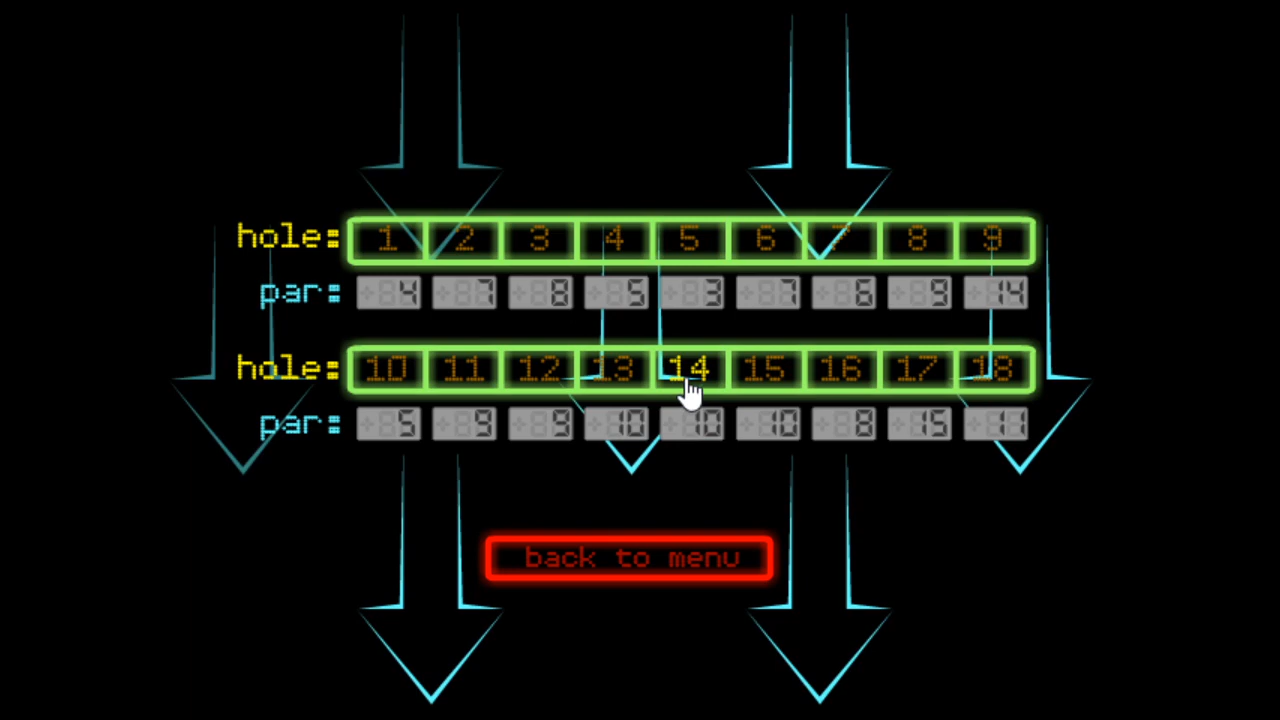 hole: 1 2 3 4 5 6 7 8 9
par: 4 7 8 5 3 7 6 9 14
hole: 10 11 12 13 14 15 16 17 18
par: 5 9 9 10 10 10 8 15 11
back to menu